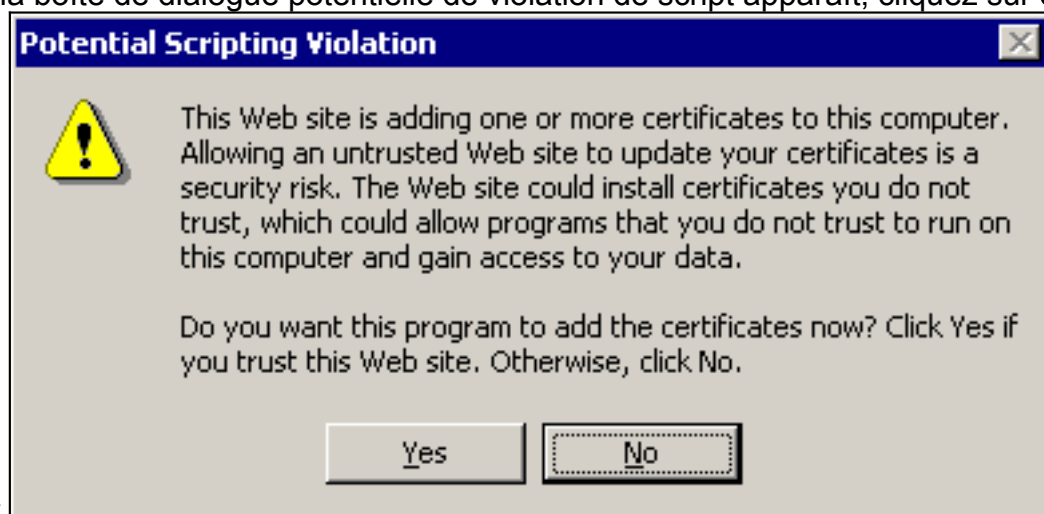 la boîte de dialogue potentielle de violation de script apparaît, cliquez sur
Potential Scripting Violation
This Web site is adding one or more certificates to this computer.
Allowing an untrusted Web site to update your certificates is a
security risk. The Web site could install certificates you do not
trust, which could allow programs that you do not trust to run on
this computer and gain access to your data.
Do you want this program to add the certificates now? Click Yes if
you trust this Web site. Otherwise, click No.
Yes No